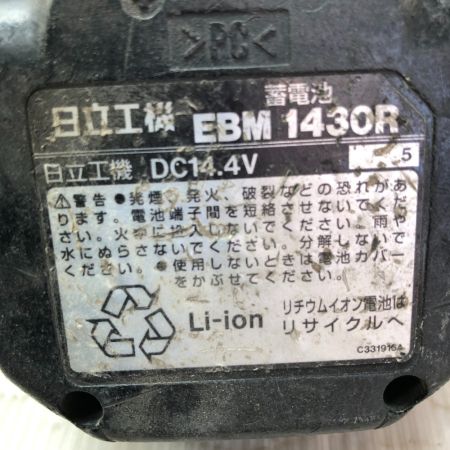 >PC<
蓄電池
日立工機 EBM 1430R
日立工機 DC14.4V
5
⚠警告 ●発煙、発火、破裂などの恐れがあ
ります。電池端子間を短絡させないでくだ
さい。火中に投入しないでください。雨や
水にぬらさないでください。分解しないで
ください。●使用しないときは電池カバー
をかぶせてください。
Li-ion
リチウムイオン電池は
リサイクルへ
C331916A